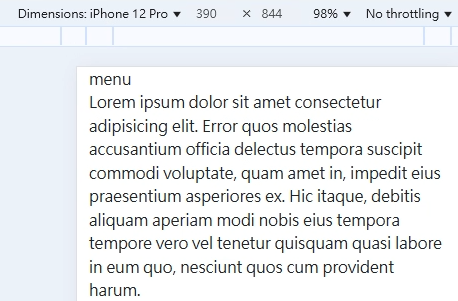 Dimensions: iPhone 12 Pro ▼ 390 × 844 98% ▼ No throttling ▼
menu
Lorem ipsum dolor sit amet consectetur
adipisicing elit. Error quos molestias
accusantium officia delectus tempora suscipit
commodi voluptate, quam amet in, impedit eius
praesentium asperiores ex. Hic itaque, debitis
aliquam aperiam modi nobis eius tempora
tempore vero vel tenetur quisquam quasi labore
in eum quo, nesciunt quos cum provident
harum.